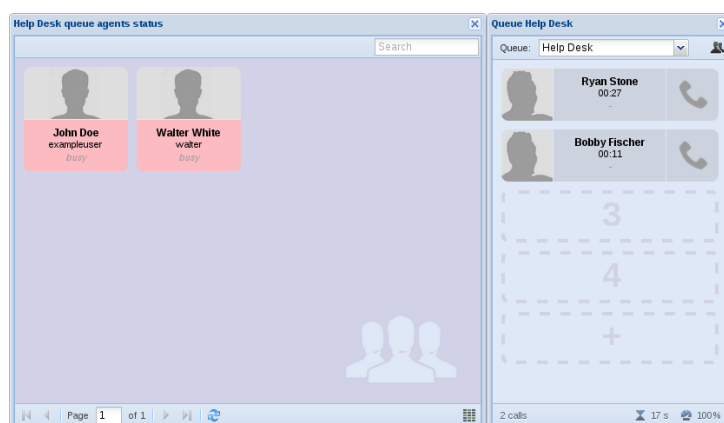 Help Desk queue agents status
Search
John Doe
exampleuser
busy
Walter White
walter
busy
Page 1 of 1
Queue Help Desk
Queue: Help Desk
Ryan Stone
00:27
-
Bobby Fischer
00:11
-
3
4
+
2 calls 17 s 100%